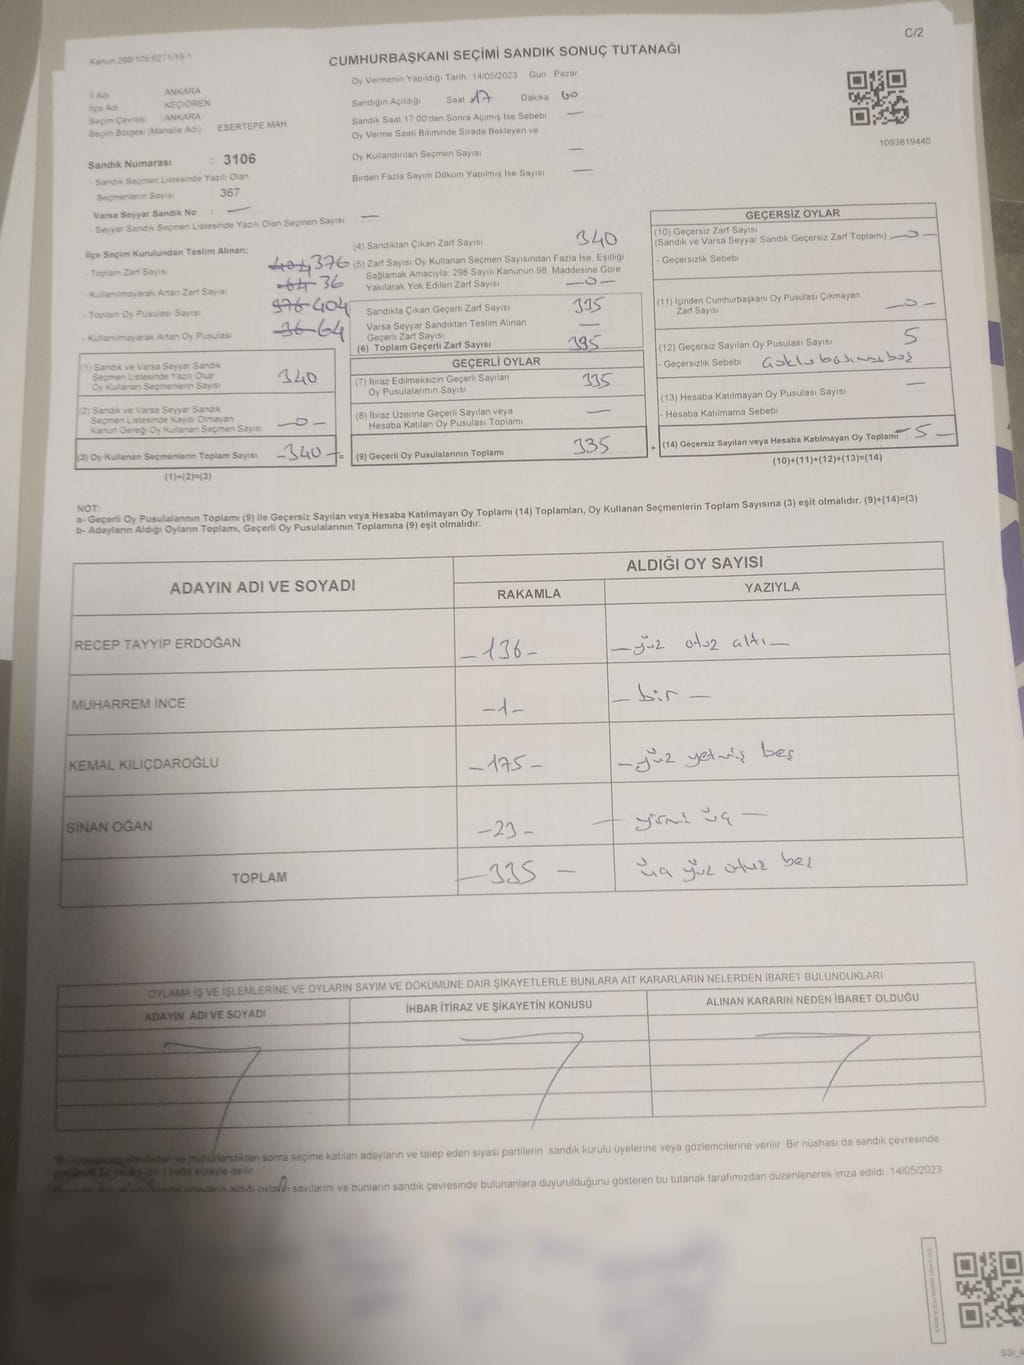 C/2
Kanun 298/105;6271/16-1
CUMHURBAŞKANI SEÇİMİ SANDIK SONUÇ TUTANAĞI
Oy Vermenin Yapıldığı Tarih 14/05/2023 Gün Pazar
İl Adı ANKARA
İlçe Adı KEÇİÖREN
Seçim Çevresi : ANKARA
Seçim Bölgesi (Mahalle Adı) ESERTEPE MAH
Sandık Numarası : 3106
- Sandık Seçmen Listesinde Yazılı Olan
Seçmenlerin Sayısı : 367
Varsa Seyyar Sandık No : —
- Seyyar Sandık Seçmen Listesinde Yazılı Olan Seçmen Sayısı —
Sandığın Açıldığı Saat 17 Dakika 00
Sandık Saat 17:00'den Sonra Açımış İse Sebebi —
Oy Verme Saati Bitiminde Sırada Bekleyen ve
Oy Kullandırılan Seçmen Sayısı —
Birden Fazla Sayım Döküm Yapılmış İse Sayısı —
1093819440
İlçe Seçim Kurulundan Teslim Alınan;
- Toplam Zarf Sayısı 404 376
- Kullanılmayarak Artan Zarf Sayısı 64 36
- Toplam Oy Pusulası Sayısı 376 404
- Kullanılmayarak Artan Oy Pusulası 36 64
(1) Sandık ve Varsa Seyyar Sandık
Seçmen Listesinde Yazılı Olup
Oy Kullanan Seçmenlerin Sayısı 340
(2) Sandık ve Varsa Seyyar Sandık
Seçmen Listesinde Kayıtlı Olmayan
Kanun Gereği Oy Kullanan Seçmen Sayısı —0—
(3) Oy Kullanan Seçmenlerin Toplam Sayısı —340— =
(1)+(2)=(3)
(4) Sandıktan Çıkan Zarf Sayısı 340
(5) Zarf Sayısı Oy Kullanan Seçmen Sayısından Fazla İse, Eşitliği
Sağlamak Amacıyla, 298 Sayılı Kanunun 98. Maddesine Göre
Yakılarak Yok Edilen Zarf Sayısı —0—
Sandıkta Çıkan Geçerli Zarf Sayısı 335
Varsa Seyyar Sandıktan Teslim Alınan
Geçerli Zarf Sayısı —
(6) Toplam Geçerli Zarf Sayısı 335
GEÇERLİ OYLAR
(7) İtiraz Edilmeksizin Geçerli Sayılan
Oy Pusulalarının Sayısı 335
(8) İtiraz Üzerine Geçerli Sayılan veya
Hesaba Katılan Oy Pusulası Toplamı —
(9) Geçerli Oy Pusulalarının Toplamı 335 +
GEÇERSİZ OYLAR
(10) Geçersiz Zarf Sayısı
(Sandık ve Varsa Seyyar Sandık Geçersiz Zarf Toplamı) —0—
- Geçersizlik Sebebi
(11) İçinden Cumhurbaşkanı Oy Pusulası Çıkmayan
Zarf Sayısı —0—
(12) Geçersiz Sayılan Oy Pusulası Sayısı 5
- Geçersizlik Sebebi
(13) Hesaba Katılmayan Oy Pusulası Sayısı —
- Hesaba Katılmama Sebebi
(14) Geçersiz Sayılan veya Hesaba Katılmayan Oy Toplamı —5—
(10)+(11)+(12)+(13)=(14)
NOT:
a- Geçerli Oy Pusulalarının Toplamı (9) ile Geçersiz Sayılan veya Hesaba Katılmayan Oy Toplamı (14) Toplamları, Oy Kullanan Seçmenlerin Toplam Sayısına (3) eşit olmalıdır. (9)+(14)=(3)
b- Adayların Aldığı Oyların Toplamı, Geçerli Oy Pusulalarının Toplamına (9) eşit olmalıdır.
ADAYIN ADI VE SOYADI
ALDIĞI OY SAYISI
RAKAMLA YAZIYLA
RECEP TAYYİP ERDOĞAN —136— —yüz otuz altı—
MUHARREM İNCE —1— —bir—
KEMAL KILIÇDAROĞLU —175— —yüz yetmiş beş
SİNAN OĞAN —23— —yirmi üç—
TOPLAM —335— üç yüz otuz beş
OYLAMA İŞ VE İŞLEMLERİNE VE OYLARIN SAYIM VE DÖKÜMÜNE DAİR ŞİKAYETLERLE BUNLARA AİT KARARLARIN NELERDEN İBARET BULUNDUKLARI
ADAYIN ADI VE SOYADI İHBAR İTİRAZ VE ŞİKAYETİN KONUSU ALINAN KARARIN NEDEN İBARET OLDUĞU
sonra seçime katılan adayların ve talep eden siyasi partilerin sandık kurulu üyelerine veya gözlemcilerine verilir. Bir nüshası da sandık çevresinde
hafta süreyle asılır.
aldığı oyların sayılarını ve bunların sandık çevresinde bulunanlara duyurulduğunu gösteren bu tutanak tarafımızdan düzenlenerek imza edildi. 14/05/2023